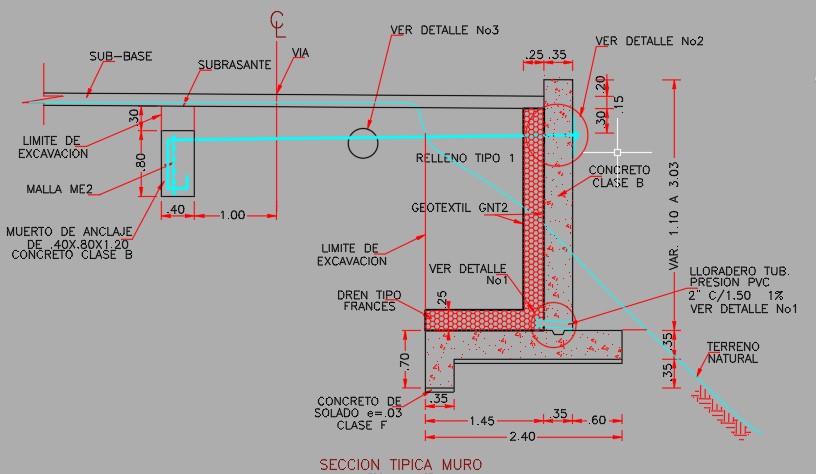 ℄
VER DETALLE No3
VER DETALLE No2
SUB-BASE
VIA
SUBRASANTE
.25 .35
.20
.15
.30
.30
LIMITE DE
EXCAVACION
.80
RELLENO TIPO 1
CONCRETO
CLASE B
MALLA ME2
GEOTEXTIL GNT2
.40
1.00
VAR. 1.10 A 3.03
MUERTO DE ANCLAJE
DE .40X.80X1.20
CONCRETO CLASE B
LIMITE DE
EXCAVACION
VER DETALLE
No1
LLORADERO TUB.
PRESION PVC
2" C/1.50 1%
VER DETALLE No1
.25
DREN TIPO
FRANCES
.70
.35
.35
TERRENO
NATURAL
CONCRETO DE
SOLADO e=.03
CLASE F
.35
1.45
.35
.60
2.40
SECCION TIPICA MURO